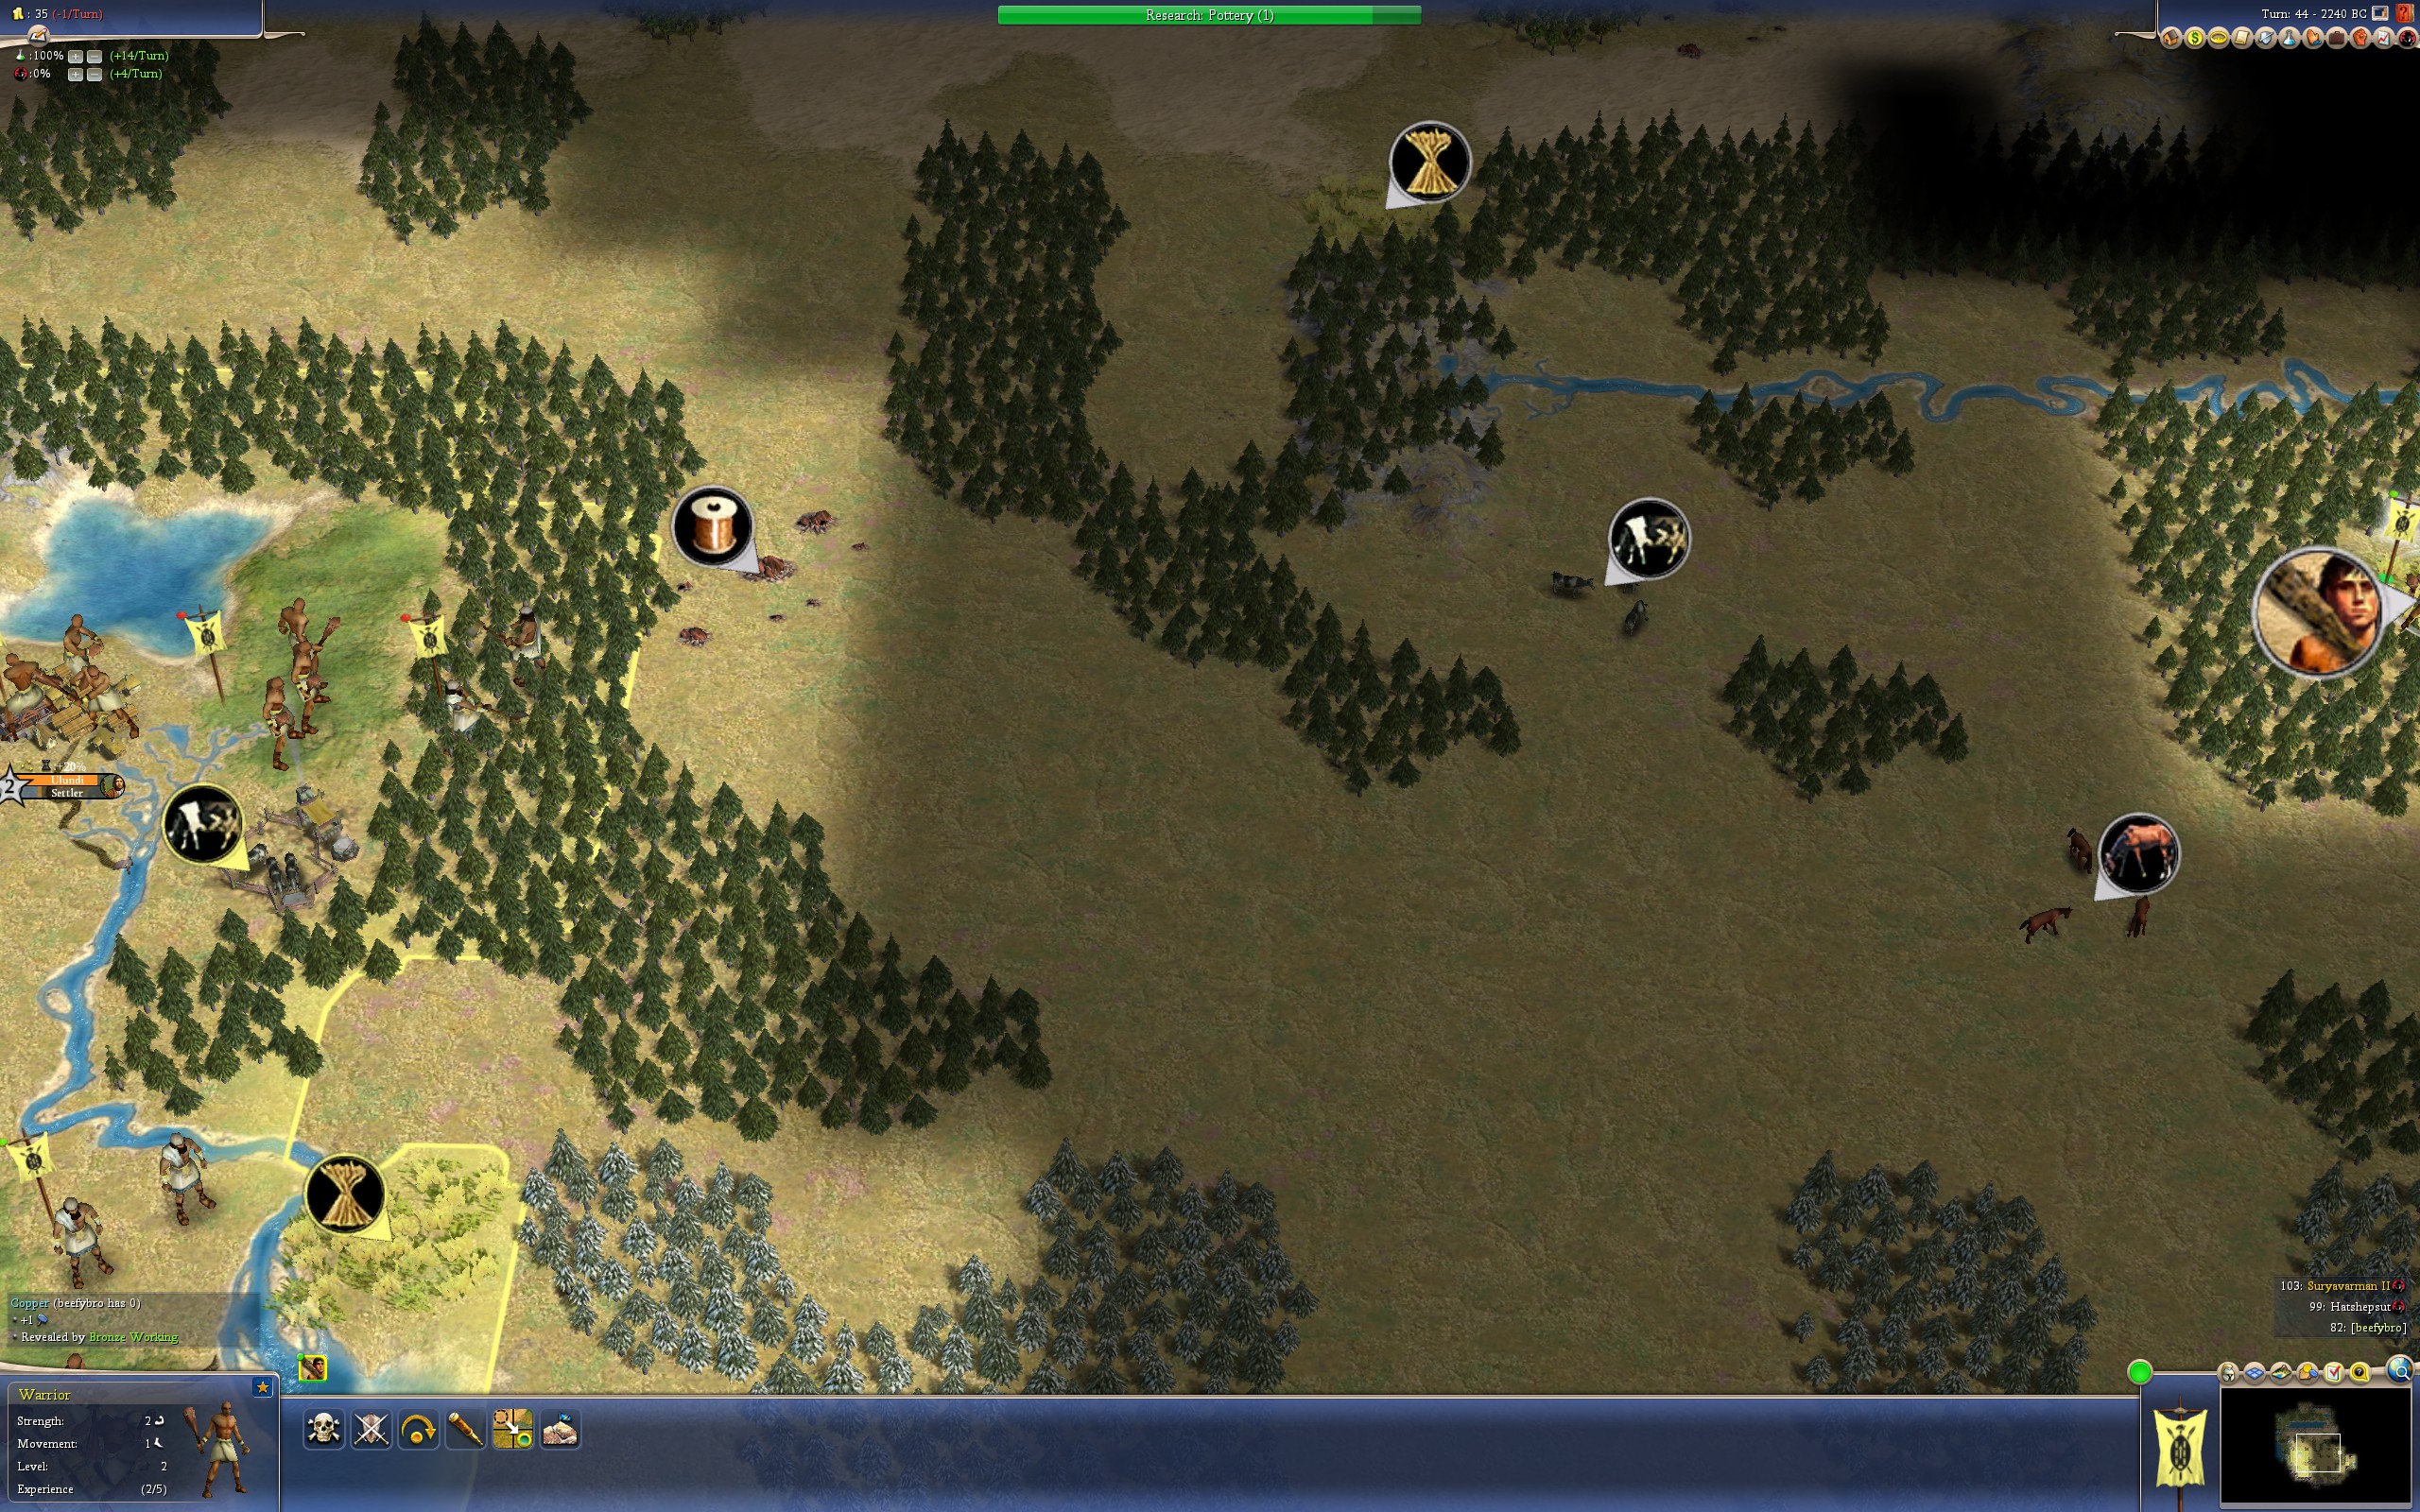 : 35 (-1/Turn)
Research: Pottery (1)
Turn: 44 - 2240 BC
:100% (+14/Turn)
:0% (+4/Turn)
+20%
2
Ulundi
Settler
Copper (beefybro has 0)
+1
Revealed by Bronze Working
103: Suryavarman II
99: Hatshepsut
82: [beefybro]
Warrior
Strength: 2
Movement: 1
Level: 2
Experience (2/5)